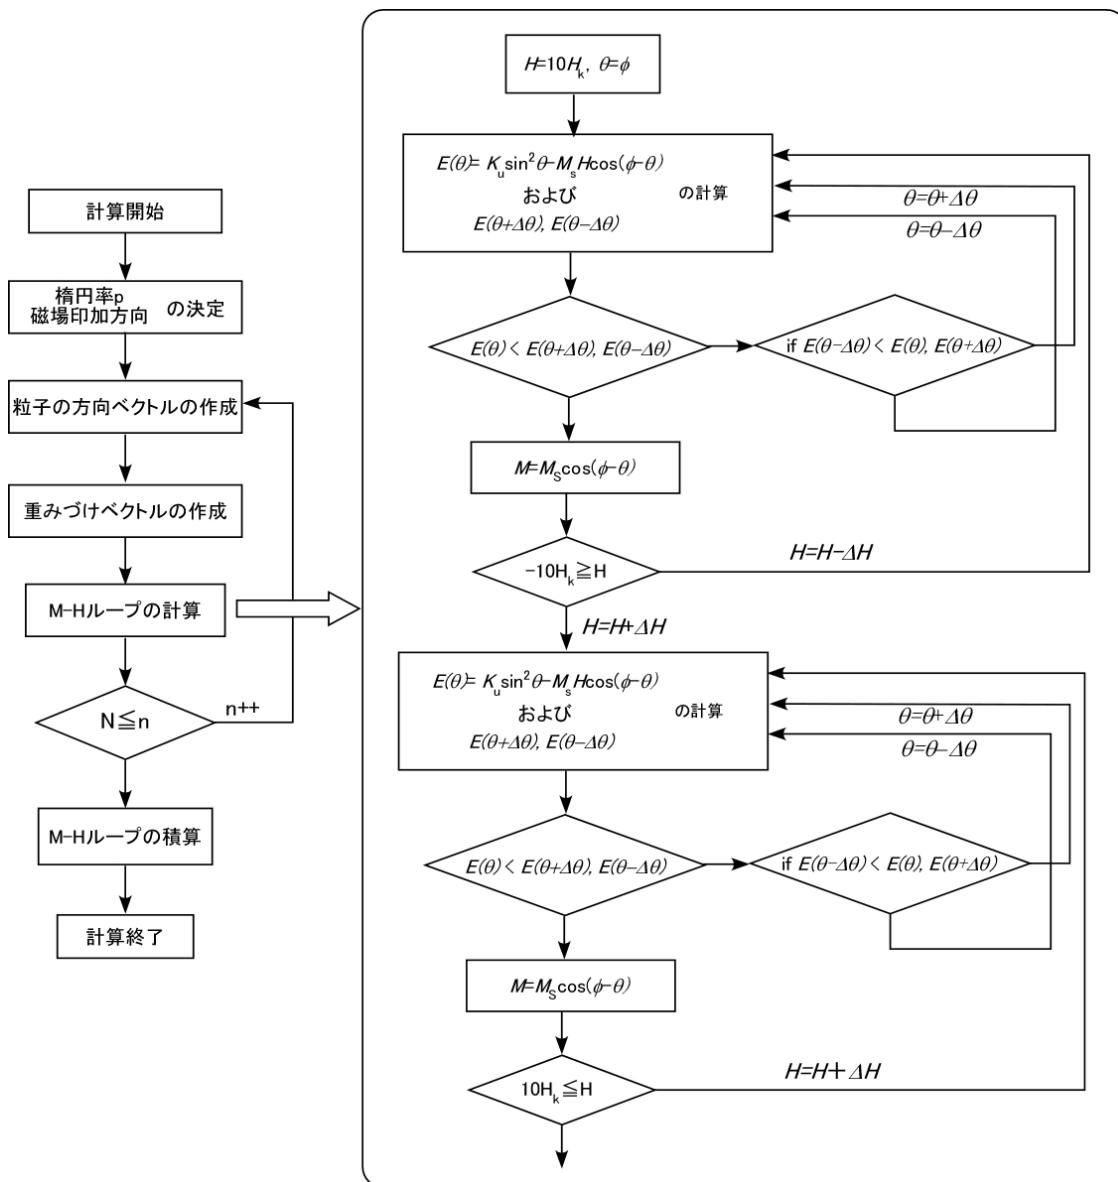 計算開始
楕円率p
磁場印加方向 の決定
粒子の方向ベクトルの作成
重みづけベクトルの作成
M-Hループの計算
N≦n
n++
M-Hループの積算
計算終了
H=10Hk, θ=ϕ
E(θ)= Ku sin²θ-MsHcos(ϕ-θ)
および
の計算
E(θ+Δθ), E(θ-Δθ)
θ=θ+Δθ
θ=θ-Δθ
E(θ) < E(θ+Δθ), E(θ-Δθ)
if E(θ-Δθ) < E(θ), E(θ+Δθ)
M=MScos(ϕ-θ)
-10Hk≧H
H=H-ΔH
H=H+ΔH
E(θ)= Ku sin²θ-MsHcos(ϕ-θ)
および
の計算
E(θ+Δθ), E(θ-Δθ)
θ=θ+Δθ
θ=θ-Δθ
E(θ) < E(θ+Δθ), E(θ-Δθ)
if E(θ-Δθ) < E(θ), E(θ+Δθ)
M=MScos(ϕ-θ)
10Hk≦H
H=H+ΔH